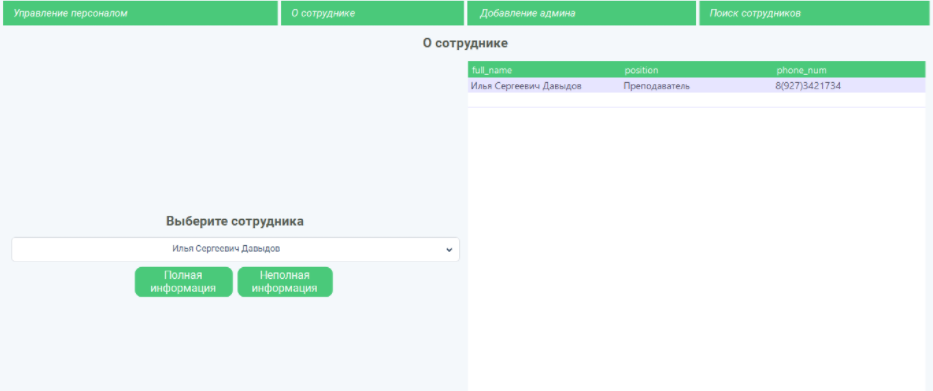 Управление персоналом О сотруднике Добавление админа Поиск сотрудников
О сотруднике
full_name position phone_num
Илья Сергеевич Давыдов Преподаватель 8(927)3421734
Выберите сотрудника
Илья Сергеевич Давыдов
Полная Неполная
информация информация